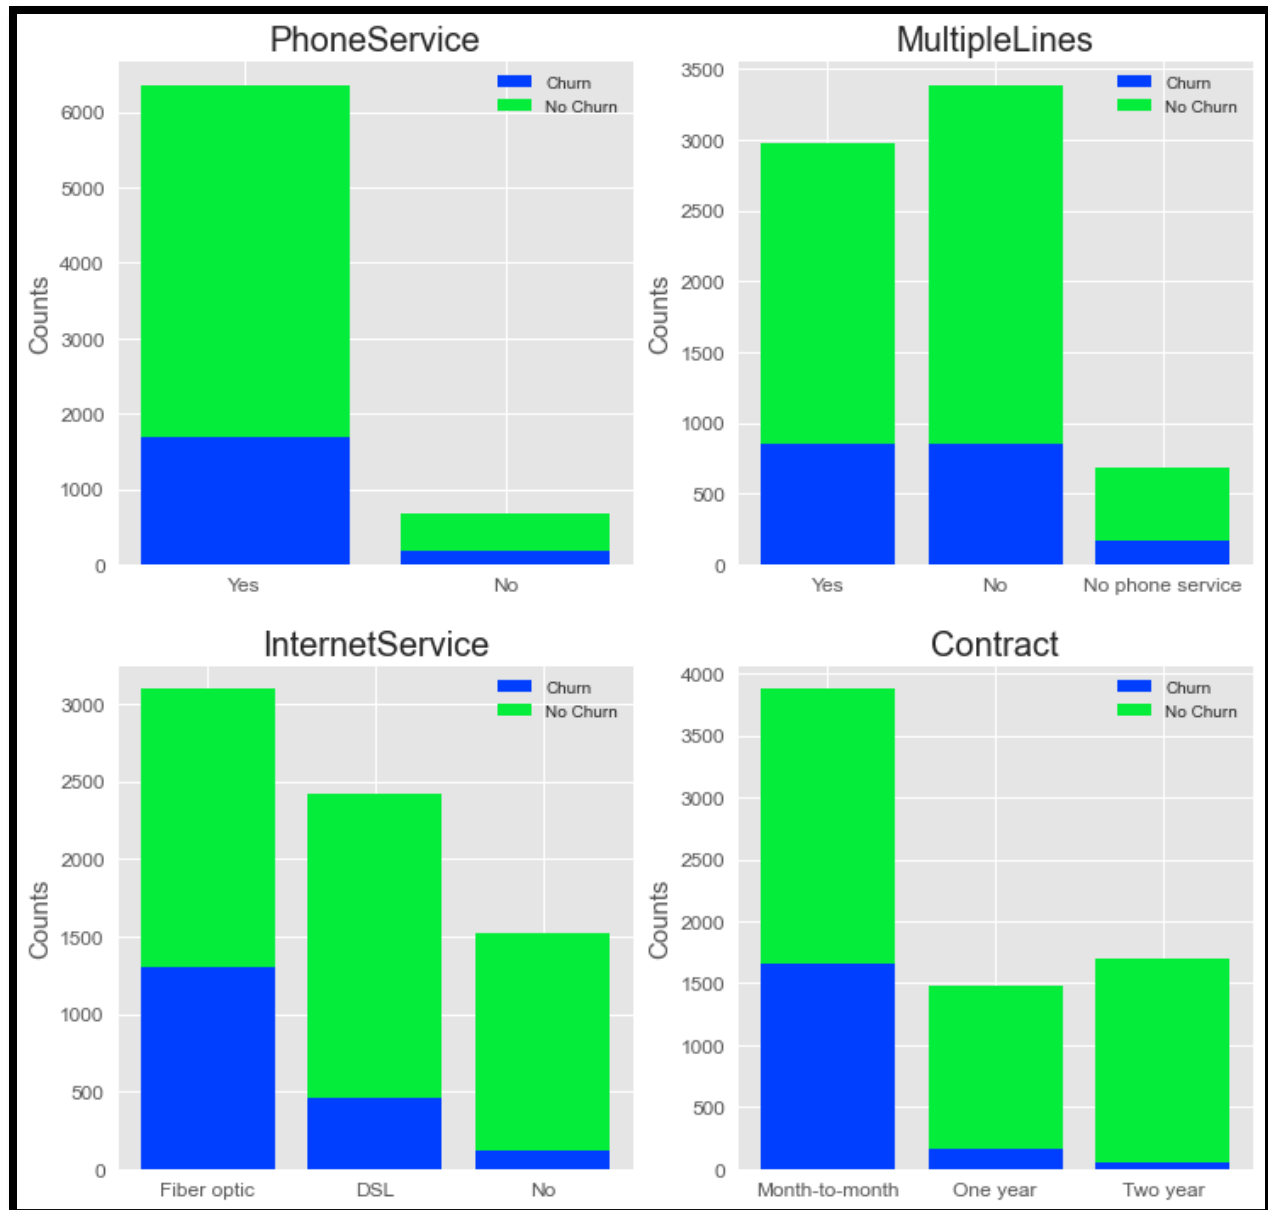 PhoneService
Churn
No Churn
6000
5000
4000
3000
2000
1000
0
Counts
Yes No
MultipleLines
Churn
No Churn
3500
3000
2500
2000
1500
1000
500
0
Counts
Yes No No phone service
InternetService
Churn
No Churn
3000
2500
2000
1500
1000
500
0
Counts
Fiber optic DSL No
Contract
Churn
No Churn
4000
3500
3000
2500
2000
1500
1000
500
0
Counts
Month-to-month One year Two year